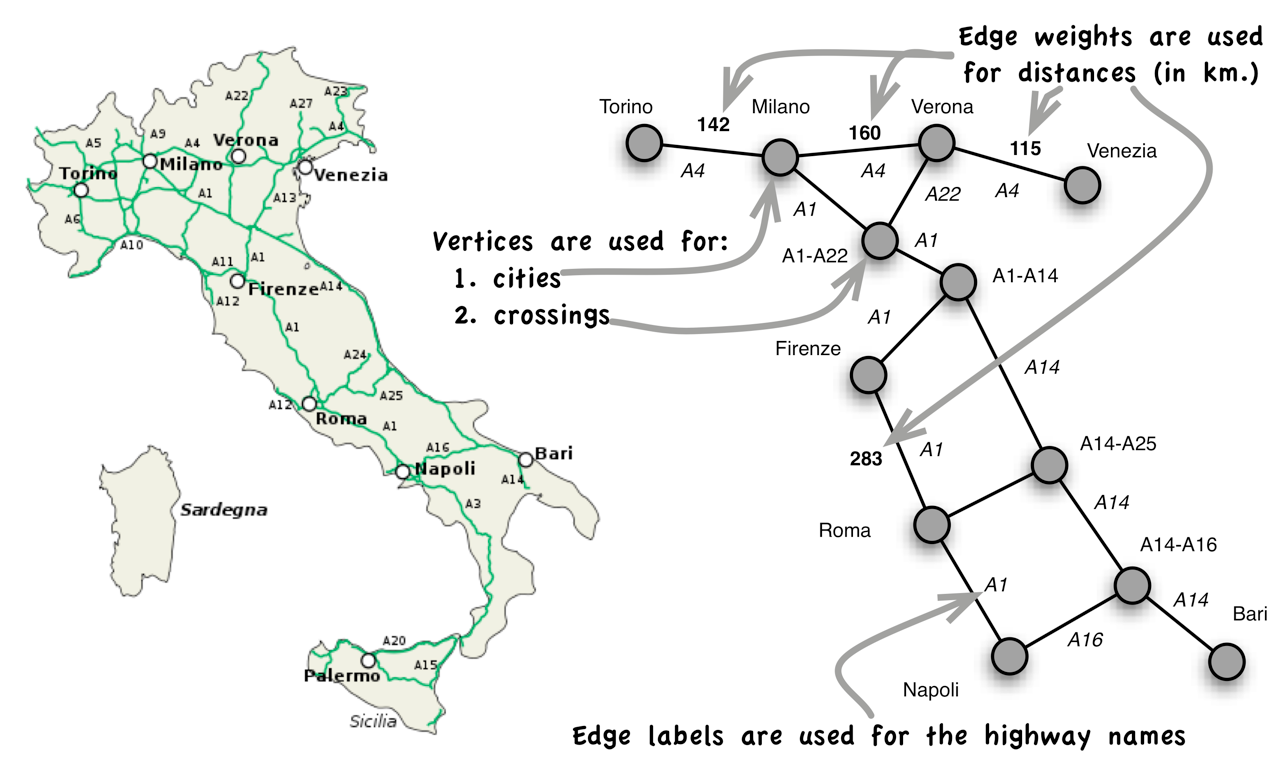 A22
A23
A27
A9
A5
A4
A4
Verona
Milano
Venezia
Torino
A1
A13
A6
A10
A11
A1
Firenze
A14
A12
A1
A24
A25
A12
Roma
A1
A16
Bari
Napoli
A14
A3
Sardegna
A20
A15
Palermo
Sicilia
Edge weights are used
for distances (in km.)
Torino
Milano
Verona
142
160
115
Venezia
A4
A4
A22
A4
A1
Vertices are used for:
1. cities
2. crossings
A1-A22
A1
A1-A14
A1
Firenze
A14
283
A1
A14-A25
A14
Roma
A14-A16
A1
A14
Bari
A16
Napoli
Edge labels are used for the highway names